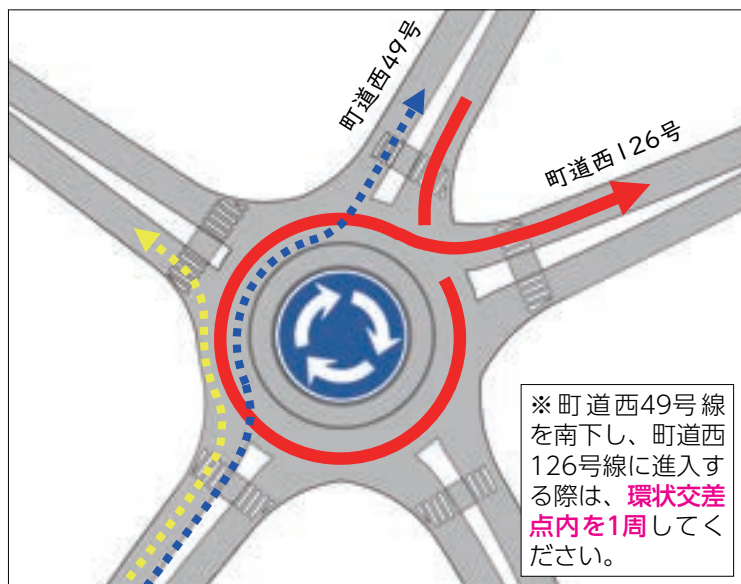 町道西49号
町道西126号
※町道西49号線
を南下し、町道西
126号線に進入す
る際は、環状交差
点内を1周してく
ださい。